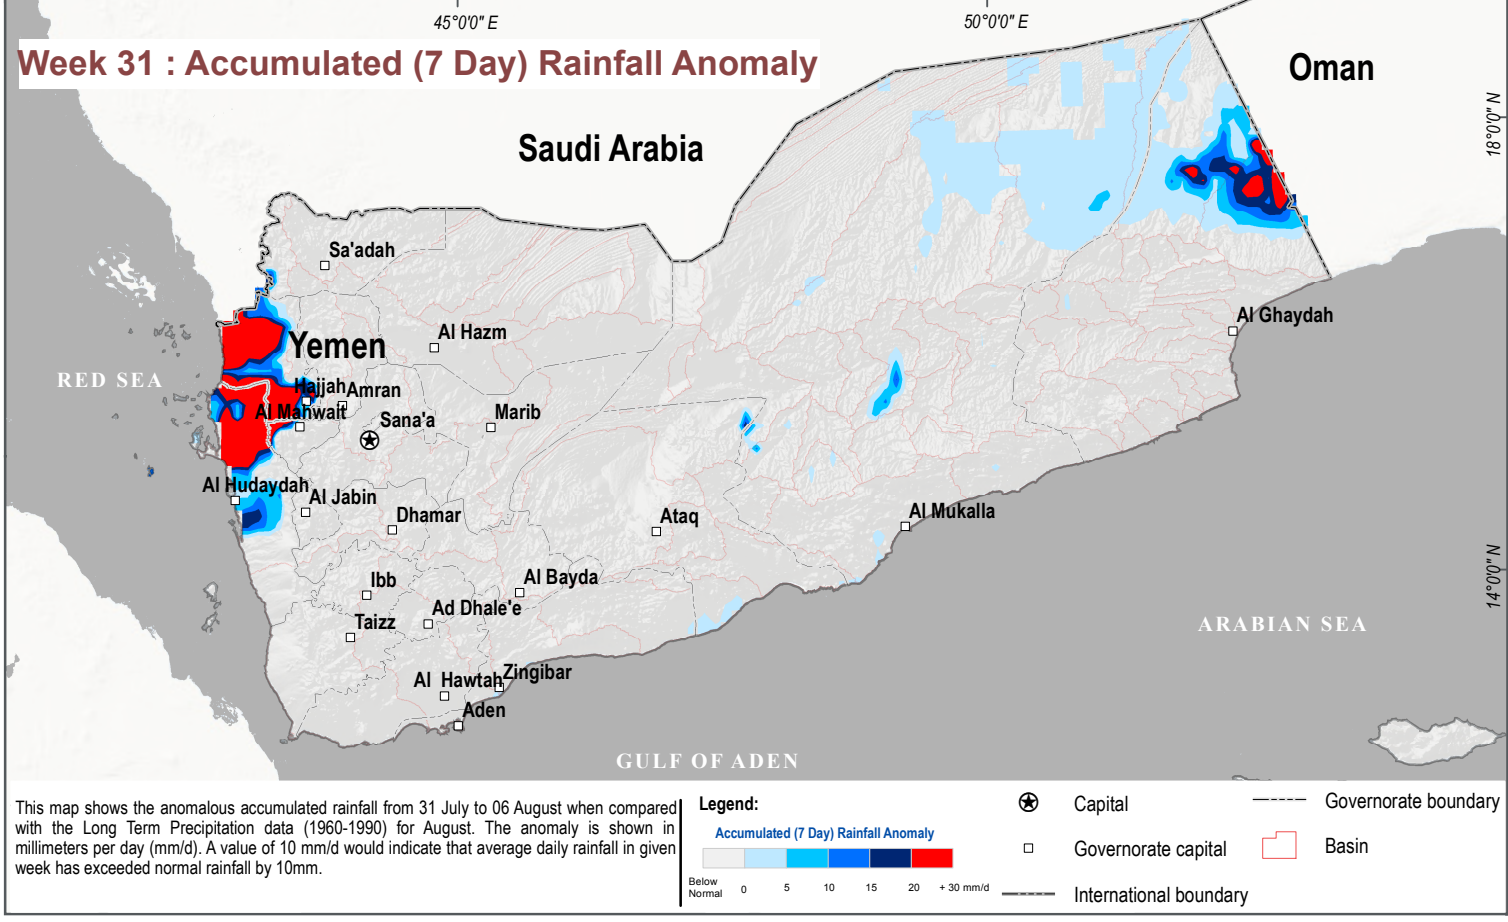 45°0'0" E
50°0'0" E
Week 31 : Accumulated (7 Day) Rainfall Anomaly
Oman
18°0'0" N
Saudi Arabia
Sa'adah
Al Ghaydah
Al Hazm
Yemen
RED SEA
Hajjah
Amran
Al Mahwait
Sana'a
Marib
Al Hudaydah
Al Jabin
Dhamar
Ataq
Al Mukalla
14°0'0" N
Ibb
Al Bayda
Ad Dhale'e
Taizz
ARABIAN SEA
Al Hawtah
Zingibar
Aden
GULF OF ADEN
This map shows the anomalous accumulated rainfall from 31 July to 06 August when compared
with the Long Term Precipitation data (1960-1990) for August. The anomaly is shown in
millimeters per day (mm/d). A value of 10 mm/d would indicate that average daily rainfall in given
week has exceeded normal rainfall by 10mm.
Legend:
Accumulated (7 Day) Rainfall Anomaly
Below
Normal
0 5 10 15 20 + 30 mm/d
Capital
Governorate capital
International boundary
Governorate boundary
Basin